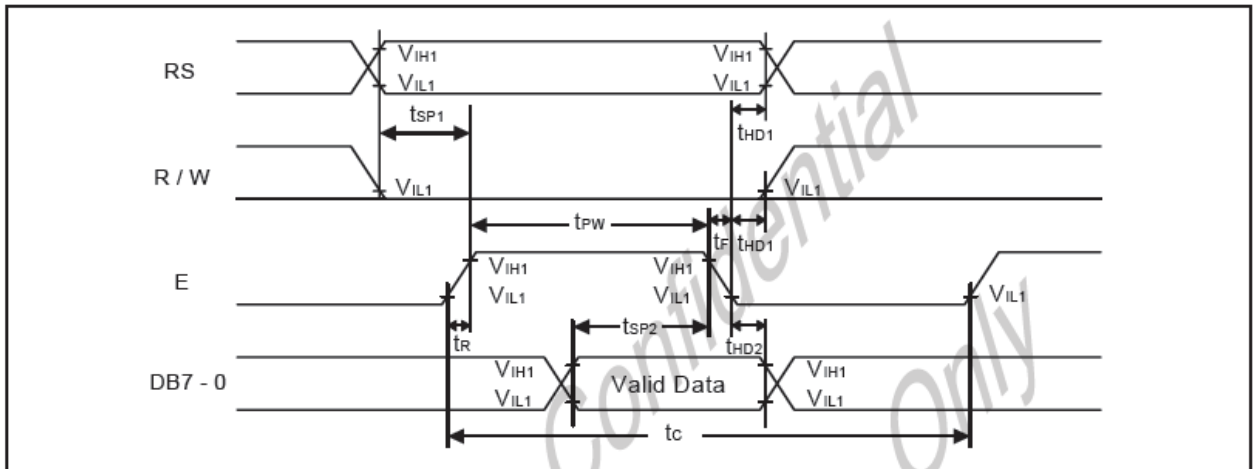 RS VIH1 VIH1
VIL1 VIL1
tSP1 tHD1
R / W VIL1 VIL1
tPW tF tHD1
E VIH1 VIH1
VIL1 VIL1 VIL1
tR tSP2 tHD2
DB7 - 0 VIH1 Valid Data VIH1
VIL1 VIL1
tC
Confidential
Only